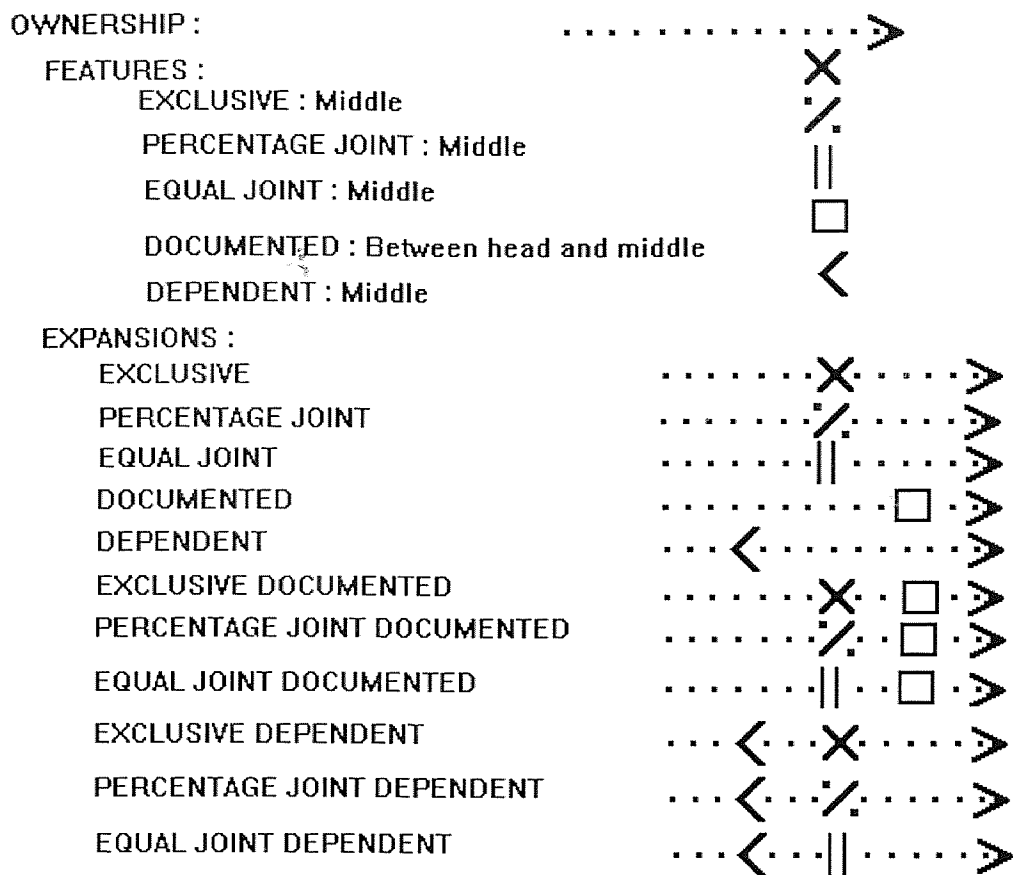 OWNERSHIP :
FEATURES :
EXCLUSIVE : Middle
PERCENTAGE JOINT : Middle
EQUAL JOINT : Middle
DOCUMENTED : Between head and middle
DEPENDENT : Middle
EXPANSIONS :
EXCLUSIVE
PERCENTAGE JOINT
EQUAL JOINT
DOCUMENTED
DEPENDENT
EXCLUSIVE DOCUMENTED
PERCENTAGE JOINT DOCUMENTED
EQUAL JOINT DOCUMENTED
EXCLUSIVE DEPENDENT
PERCENTAGE JOINT DEPENDENT
EQUAL JOINT DEPENDENT